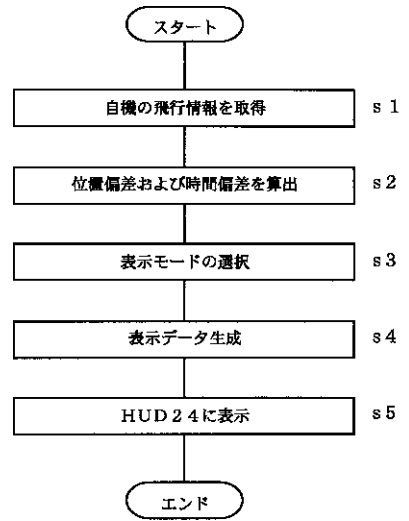 スタート
自機の飛行情報を取得 s1
位置偏差および時間偏差を算出 s2
表示モードの選択 s3
表示データ生成 s4
HUD24に表示 s5
エンド